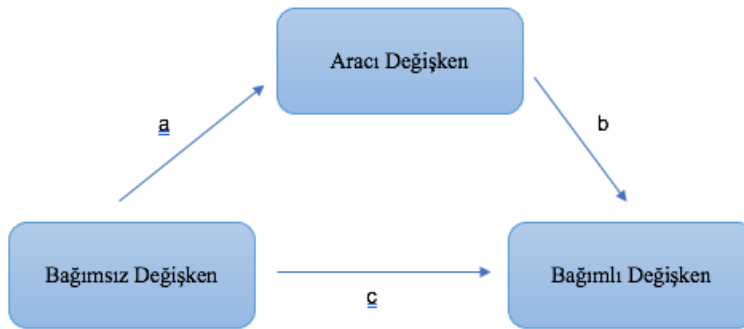 Aracı Değişken
a
b
Bağımsız Değişken
Bağımlı Değişken
c